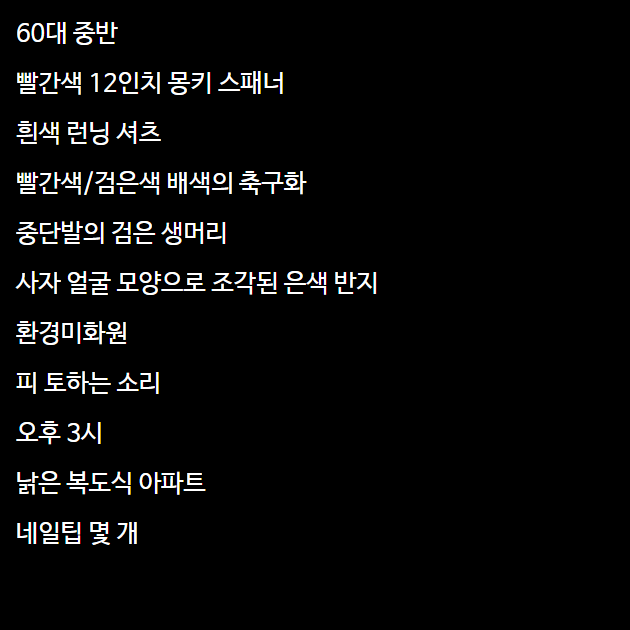 60대 중반
빨간색 12인치 몽키 스패너
흰색 런닝 셔츠
빨간색/검은색 배색의 축구화
중단발의 검은 생머리
사자 얼굴 모양으로 조각된 은색 반지
환경미화원
피 토하는 소리
오후 3시
낡은 복도식 아파트
네일팁 몇 개